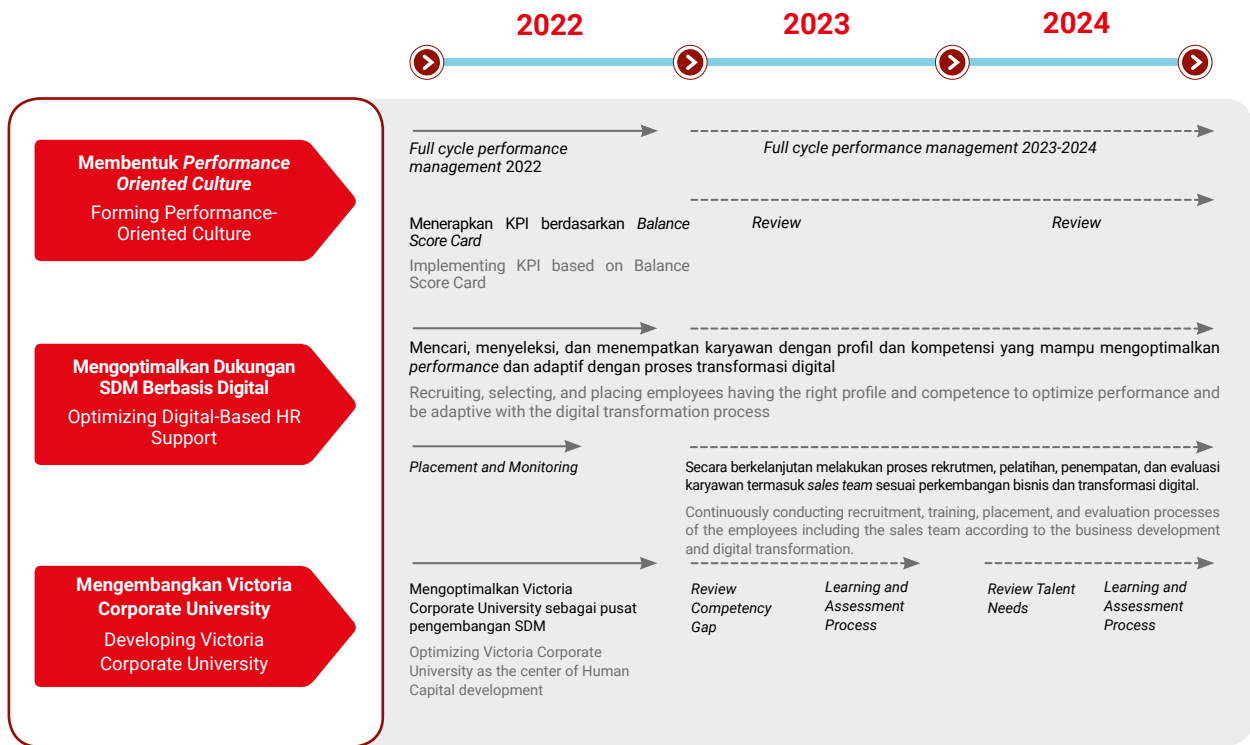 2022
2023
2024
Membentuk Performance
Oriented Culture
Forming Performance-
Oriented Culture
Full cycle performance
management 2022
Full cycle performance management 2023-2024
Menerapkan KPI berdasarkan Balance
Score Card
Implementing KPI based on Balance
Score Card
Review
Review
Mengoptimalkan Dukungan
SDM Berbasis Digital
Optimizing Digital-Based HR
Support
Mencari, menyeleksi, dan menempatkan karyawan dengan profil dan kompetensi yang mampu mengoptimalkan
performance dan adaptif dengan proses transformasi digital
Recruiting, selecting, and placing employees having the right profile and competence to optimize performance and
be adaptive with the digital transformation process
Placement and Monitoring
Secara berkelanjutan melakukan proses rekrutmen, pelatihan, penempatan, dan evaluasi
karyawan termasuk sales team sesuai perkembangan bisnis dan transformasi digital.
Continuously conducting recruitment, training, placement, and evaluation processes
of the employees including the sales team according to the business development
and digital transformation.
Mengembangkan Victoria
Corporate University
Developing Victoria
Corporate University
Mengoptimalkan Victoria
Corporate University sebagai pusat
pengembangan SDM
Optimizing Victoria Corporate
University as the center of Human
Capital development
Review
Competency
Gap
Learning and
Assessment
Process
Review Talent
Needs
Learning and
Assessment
Process